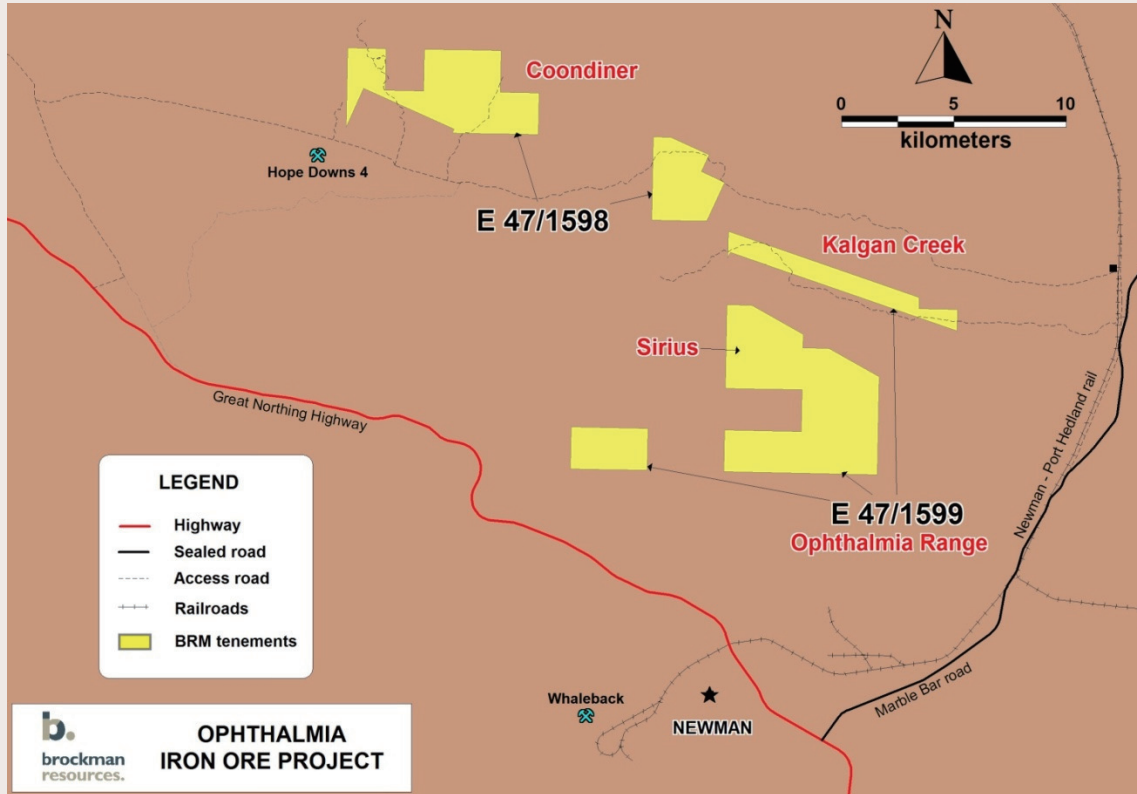 N
Coondiner
0 5 10
kilometers
Hope Downs 4
E 47/1598
Kalgan Creek
Sirius
Great Northing Highway
Newman - Port Hedland rail
LEGEND
Highway
Sealed road
Access road
Railroads
BRM tenements
E 47/1599
Ophthalmia Range
Whaleback
NEWMAN
Marble Bar road
b.
brockman
resources.
OPHTHALMIA
IRON ORE PROJECT